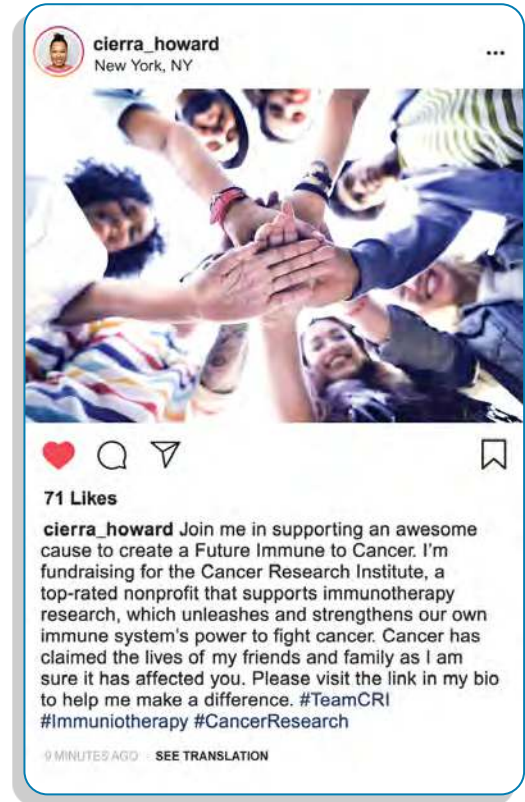 cierra_howard
New York, NY
71 Likes
cierra_howard Join me in supporting an awesome
cause to create a Future Immune to Cancer. I'm
fundraising for the Cancer Research Institute, a
top-rated nonprofit that supports immunotherapy
research, which unleashes and strengthens our own
immune system's power to fight cancer. Cancer has
claimed the lives of my friends and family as I am
sure it has affected you. Please visit the link in my bio
to help me make a difference. #TeamCRI
#Immuniotherapy #CancerResearch
9 MINUTES AGO · SEE TRANSLATION